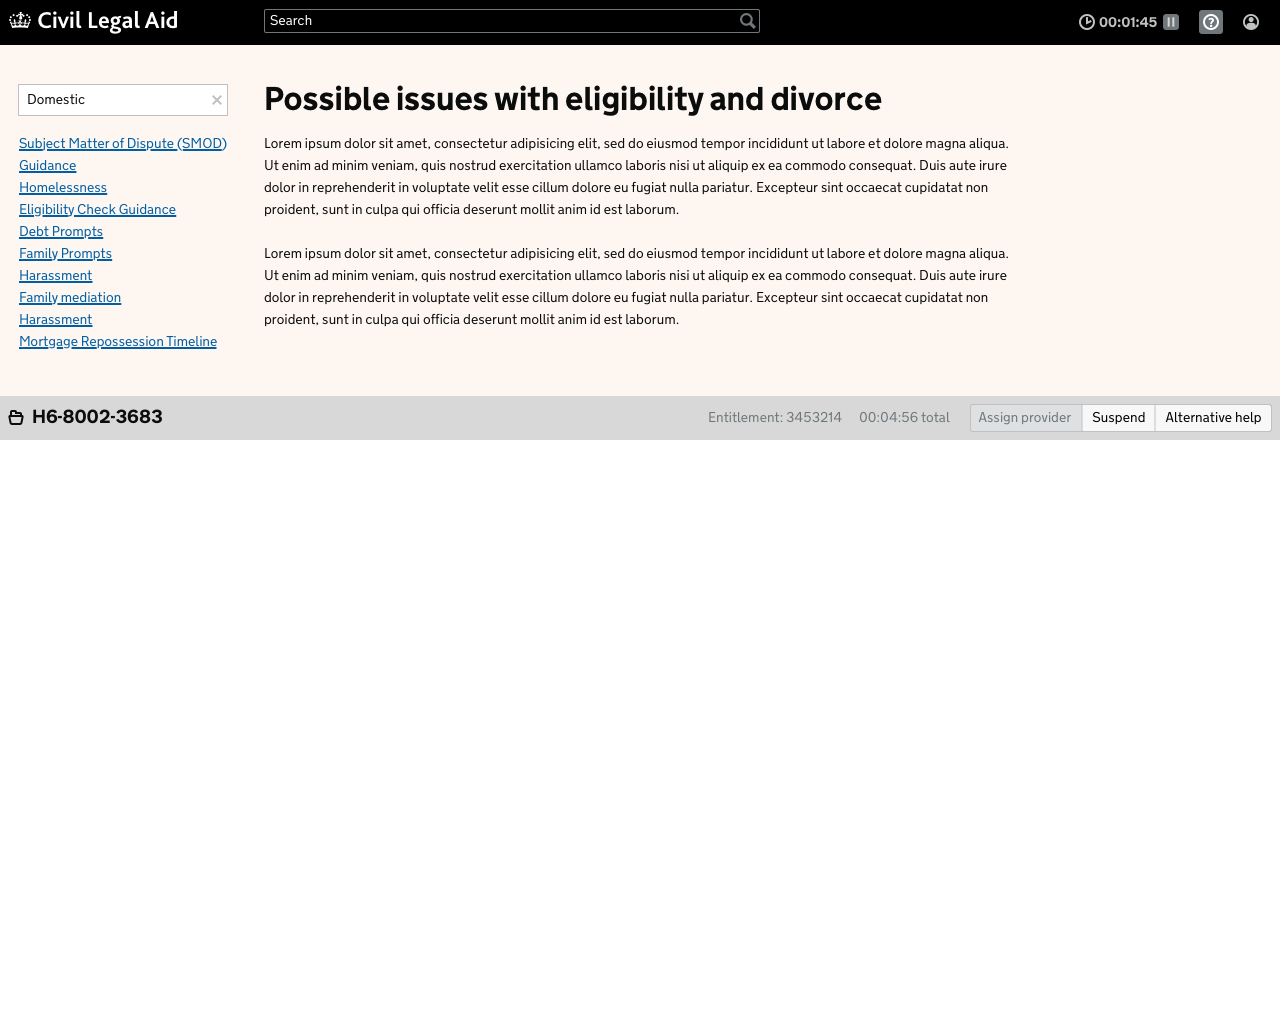 Civil Legal Aid
Search
00:01:45
Domestic
Subject Matter of Dispute (SMOD)
Guidance
Homelessness
Eligibility Check Guidance
Debt Prompts
Family Prompts
Harassment
Family mediation
Harassment
Mortgage Repossession Timeline
Possible issues with eligibility and divorce
Lorem ipsum dolor sit amet, consectetur adipisicing elit, sed do eiusmod tempor incididunt ut labore et dolore magna aliqua.
Ut enim ad minim veniam, quis nostrud exercitation ullamco laboris nisi ut aliquip ex ea commodo consequat. Duis aute irure
dolor in reprehenderit in voluptate velit esse cillum dolore eu fugiat nulla pariatur. Excepteur sint occaecat cupidatat non
proident, sunt in culpa qui officia deserunt mollit anim id est laborum.
Lorem ipsum dolor sit amet, consectetur adipisicing elit, sed do eiusmod tempor incididunt ut labore et dolore magna aliqua.
Ut enim ad minim veniam, quis nostrud exercitation ullamco laboris nisi ut aliquip ex ea commodo consequat. Duis aute irure
dolor in reprehenderit in voluptate velit esse cillum dolore eu fugiat nulla pariatur. Excepteur sint occaecat cupidatat non
proident, sunt in culpa qui officia deserunt mollit anim id est laborum.
H6-8002-3683
Entitlement: 3453214
00:04:56 total
Assign provider
Suspend
Alternative help